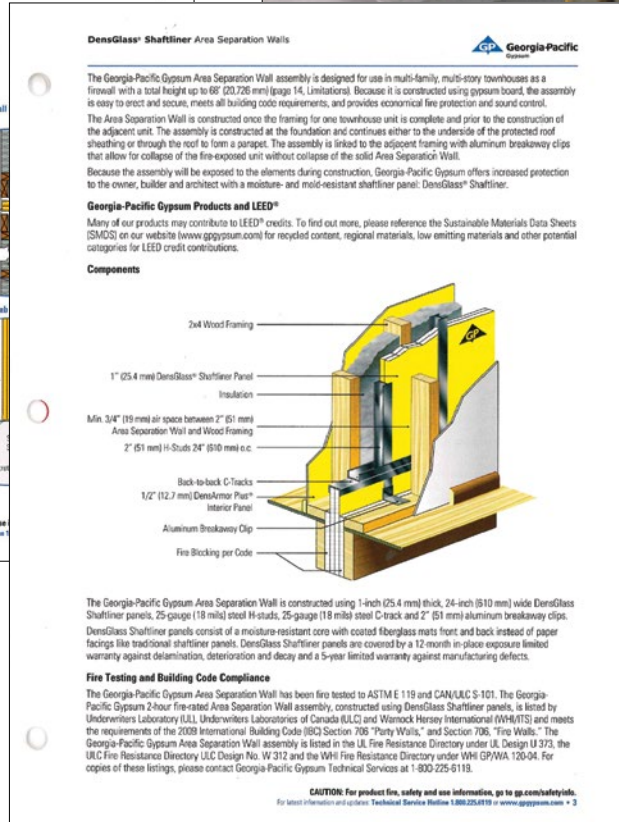 DensGlass® Shaftliner Area Separation Walls
GP Georgia-Pacific
Gypsum
The Georgia-Pacific Gypsum Area Separation Wall assembly is designed for use in multi-family, multi-story townhouses as a
firewall with a total height up to 68' (20,726 mm) (page 14, Limitations). Because it is constructed using gypsum board, the assembly
is easy to erect and secure, meets all building code requirements, and provides economical fire protection and sound control.
The Area Separation Wall is constructed once the framing for one townhouse unit is complete and prior to the construction of
the adjacent unit. The assembly is constructed at the foundation and continues either to the underside of the protected roof
sheathing or through the roof to form a parapet. The assembly is linked to the adjacent framing with aluminum breakaway clips
that allow for collapse of the fire-exposed unit without collapse of the solid Area Separation Wall.
Because the assembly will be exposed to the elements during construction, Georgia-Pacific Gypsum offers increased protection
to the owner, builder and architect with a moisture- and mold-resistant shaftliner panel: DensGlass® Shaftliner.
Georgia-Pacific Gypsum Products and LEED®
Many of our products may contribute to LEED® credits. To find out more, please reference the Sustainable Materials Data Sheets
(SMDS) on our website (www.gpgypsum.com) for recycled content, regional materials, low emitting materials and other potential
categories for LEED credit contributions.
Components
2x4 Wood Framing
1" (25.4 mm) DensGlass® Shaftliner Panel
Insulation
Min. 3/4" (19 mm) air space between 2" (51 mm)
Area Separation Wall and Wood Framing
2" (51 mm) H-Studs 24" (610 mm) o.c.
Back-to-back C-Tracks
1/2" (12.7 mm) DensArmor Plus®
Interior Panel
Aluminum Breakaway Clip
Fire Blocking per Code
GP
The Georgia-Pacific Gypsum Area Separation Wall is constructed using 1-inch (25.4 mm) thick, 24-inch (610 mm) wide DensGlass
Shaftliner panels, 25-gauge (18 mils) steel H-studs, 25-gauge (18 mils) steel C-track and 2" (51 mm) aluminum breakaway clips.
DensGlass Shaftliner panels consist of a moisture-resistant core with coated fiberglass mats front and back instead of paper
facings like traditional shaftliner panels. DensGlass Shaftliner panels are covered by a 12-month in-place exposure limited
warranty against delamination, deterioration and decay and a 5-year limited warranty against manufacturing defects.
Fire Testing and Building Code Compliance
The Georgia-Pacific Gypsum Area Separation Wall has been fire tested to ASTM E 119 and CAN/ULC S-101. The Georgia-
Pacific Gypsum 2-hour fire-rated Area Separation Wall assembly, constructed using DensGlass Shaftliner panels, is listed by
Underwriters Laboratory (UL), Underwriters Laboratories of Canada (ULC) and Warnock Hersey International (WHI/ITS) and meets
the requirements of the 2009 International Building Code (IBC) Section 706 "Party Walls," and Section 706, "Fire Walls." The
Georgia-Pacific Gypsum Area Separation Wall assembly is listed in the UL Fire Resistance Directory under UL Design U 373, the
ULC Fire Resistance Directory ULC Design No. W 312 and the WHI Fire Resistance Directory under WHI GP/WA 120-04. For
copies of these listings, please contact Georgia-Pacific Gypsum Technical Services at 1-800-225-6119.
CAUTION: For product fire, safety and use information, go to gp.com/safetyinfo.
For latest information and updates: Technical Service Hotline 1.800.225.6119 or www.gpgypsum.com • 3